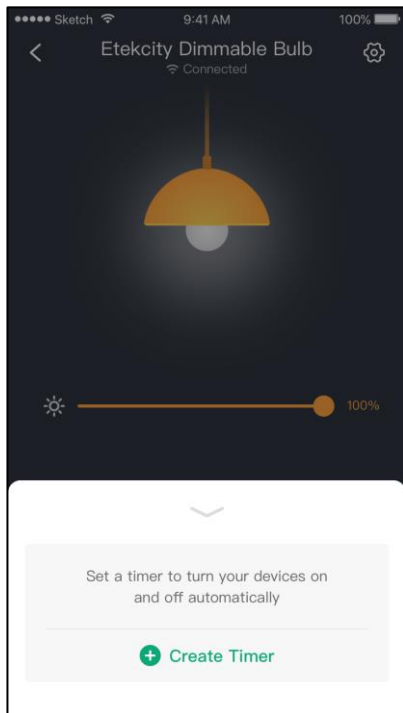 ●●●●● Sketch 9:41 AM 100%
Etekcity Dimmable Bulb
Connected
100%
Set a timer to turn your devices on
and off automatically
Create Timer